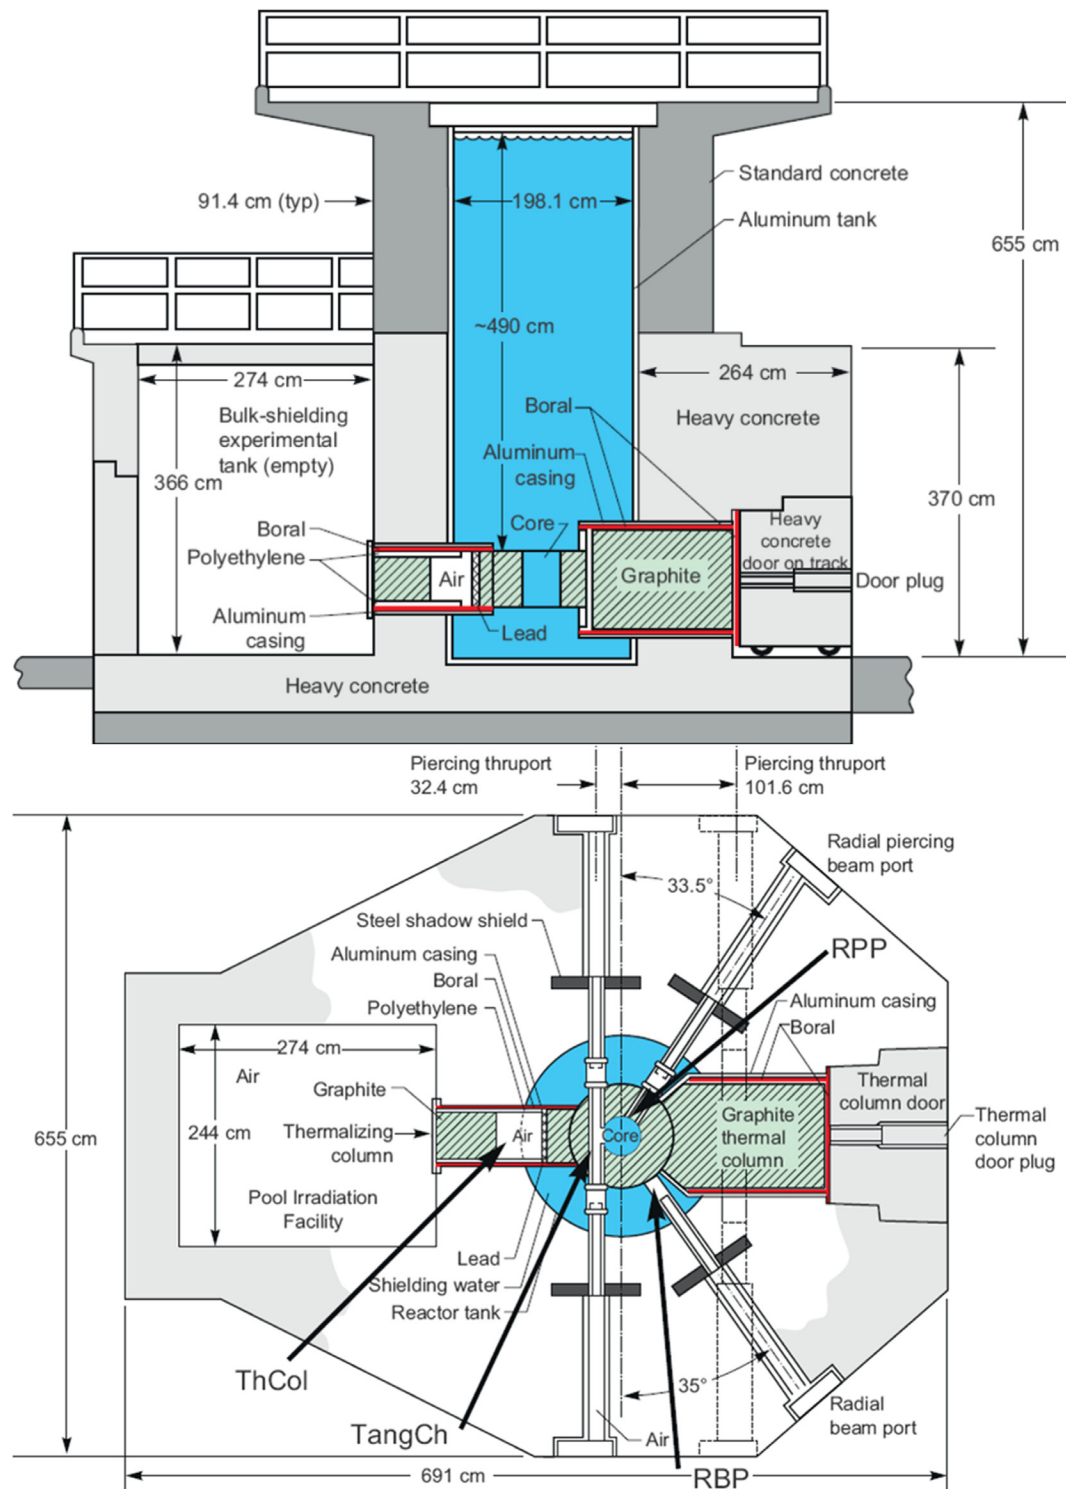 91.4 cm (typ)
198.1 cm
Standard concrete
Aluminum tank
655 cm
~490 cm
274 cm
264 cm
Bulk-shielding
experimental
tank (empty)
366 cm
Boral
Heavy concrete
Aluminum
casing
370 cm
Boral
Polyethylene
Core
Heavy
concrete
door on track
Air
Graphite
Door plug
Aluminum
casing
Lead
Heavy concrete
Piercing thruport
32.4 cm
Piercing thruport
101.6 cm
Radial piercing
beam port
33.5°
Steel shadow shield
RPP
Aluminum casing
Boral
Polyethylene
Aluminum casing
Boral
274 cm
Air
Graphite
244 cm
655 cm
Thermalizing
column
Air
Core
Graphite
thermal
column
Thermal
column door
Thermal
column
door plug
Pool Irradiation
Facility
Lead
Shielding water
Reactor tank
ThCol
35°
TangCh
Air
Radial
beam port
691 cm
RBP